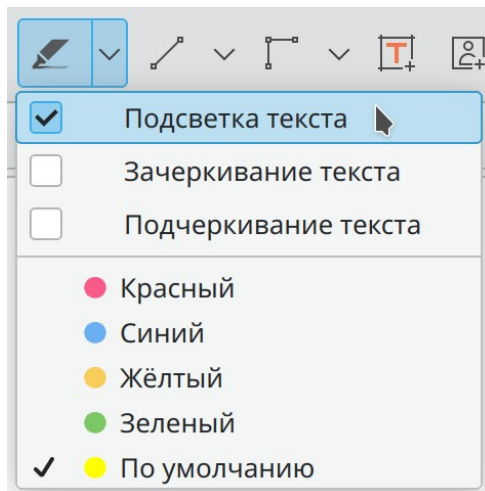 T
Подсветка текста
Зачеркивание текста
Подчеркивание текста
Красный
Синий
Жёлтый
Зеленый
По умолчанию